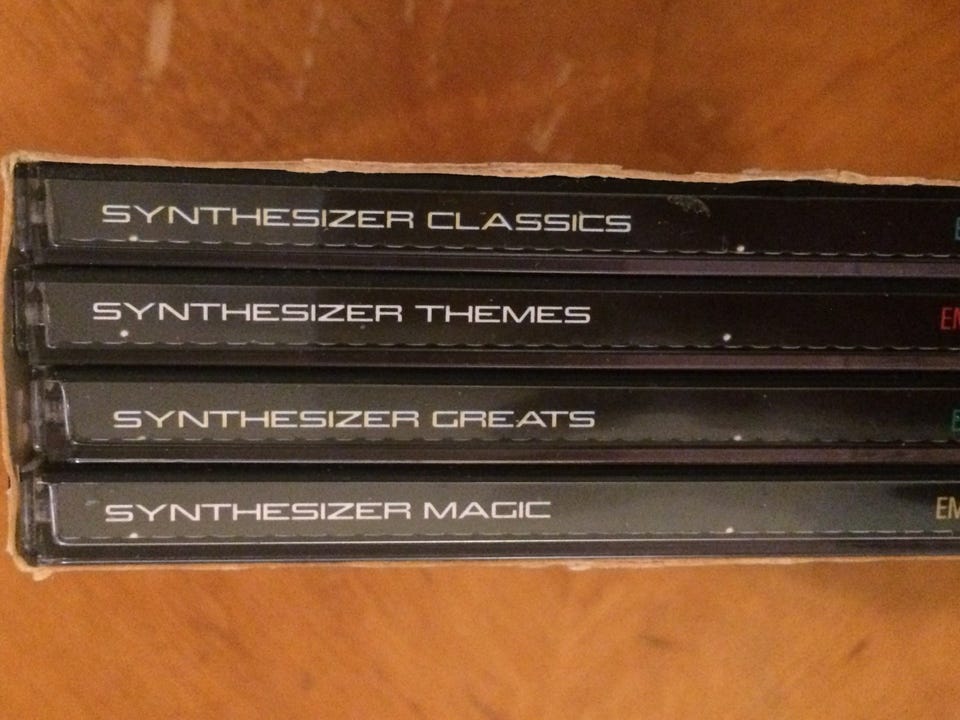 SYNTHESIZER CLASSICS
SYNTHESIZER THEMES
SYNTHESIZER GREATS
SYNTHESIZER MAGIC